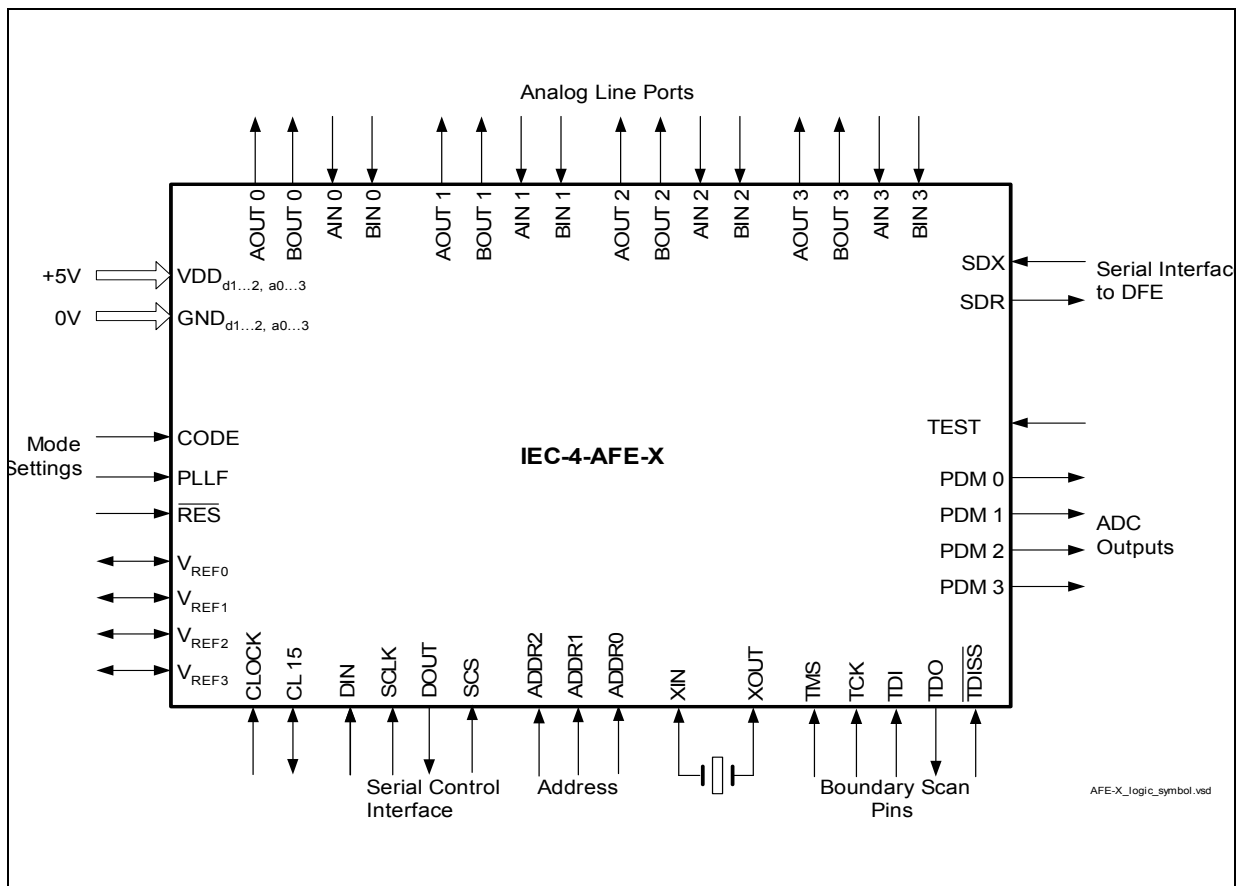 Analog Line Ports
AOUT 0
BOUT 0
AIN 0
BIN 0
AOUT 1
BOUT 1
AIN 1
BIN 1
AOUT 2
BOUT 2
AIN 2
BIN 2
AOUT 3
BOUT 3
AIN 3
BIN 3
+5V
VDDd1...2, a0...3
0V
GNDd1...2, a0...3
SDX
SDR
Serial Interfac
to DFE
Mode
Settings
CODE
PLLF
RES
VREF0
VREF1
VREF2
VREF3
IEC-4-AFE-X
TEST
PDM 0
PDM 1
PDM 2
PDM 3
ADC
Outputs
CLOCK
CL 15
DIN
SCLK
DOUT
SCS
ADDR2
ADDR1
ADDR0
XIN
XOUT
TMS
TCK
TDI
TDO
TDISS
Serial Control
Interface
Address
Boundary Scan
Pins
AFE-X_logic_symbol.vsd